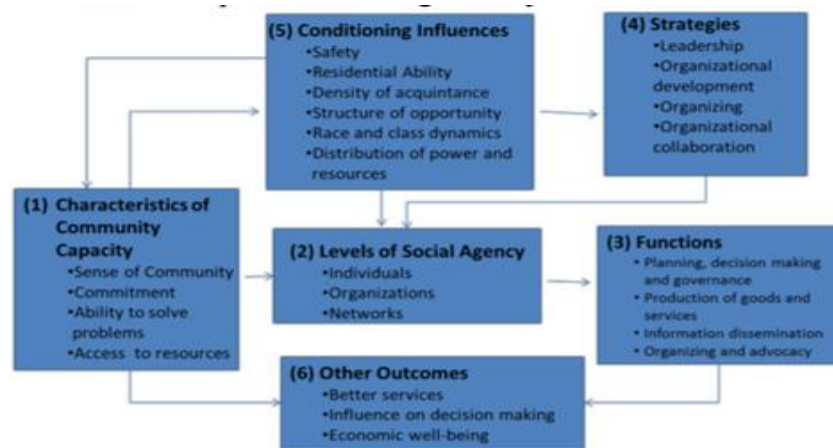 (5) Conditioning Influences
•Safety
•Residential Ability
•Density of acquintance
•Structure of opportunity
•Race and class dynamics
•Distribution of power and
resources
(4) Strategies
•Leadership
•Organizational
development
•Organizing
•Organizational
collaboration
(1) Characteristics of
Community
Capacity
•Sense of Community
•Commitment
•Ability to solve
problems
•Access to resources
(2) Levels of Social Agency
•Individuals
•Organizations
•Networks
(3) Functions
• Planning, decision making
and governance
• Production of goods and
services
• Information dissemination
• Organizing and advocacy
(6) Other Outcomes
•Better services
•Influence on decision making
•Economic well-being